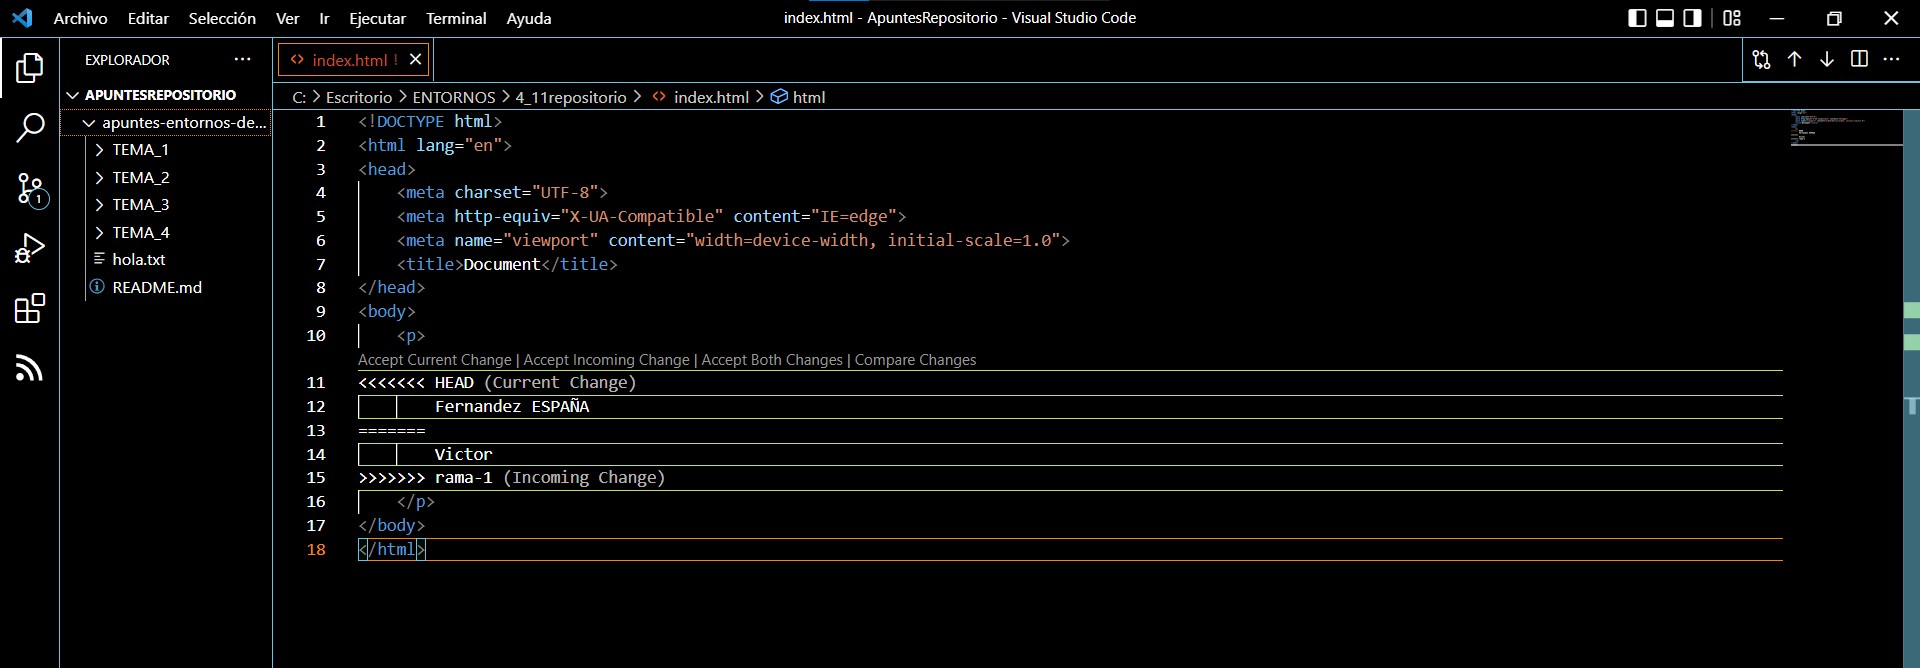 Archivo Editar Selección Ver Ir Ejecutar Terminal Ayuda
index.html - ApuntesRepositorio - Visual Studio Code
EXPLORADOR ···
APUNTESREPOSITORIO
apuntes-entornos-de...
TEMA_1
TEMA_2
TEMA_3
TEMA_4
hola.txt
README.md
1
index.html !
C: > Escritorio > ENTORNOS > 4_11repositorio > index.html > html
1 <!DOCTYPE html>
2 <html lang="en">
3 <head>
4 <meta charset="UTF-8">
5 <meta http-equiv="X-UA-Compatible" content="IE=edge">
6 <meta name="viewport" content="width=device-width, initial-scale=1.0">
7 <title>Document</title>
8 </head>
9 <body>
10 <p>
Accept Current Change | Accept Incoming Change | Accept Both Changes | Compare Changes
11 <<<<<<< HEAD (Current Change)
12 Fernandez ESPAÑA
13 =======
14 Victor
15 >>>>>>> rama-1 (Incoming Change)
16 </p>
17 </body>
18 </html>